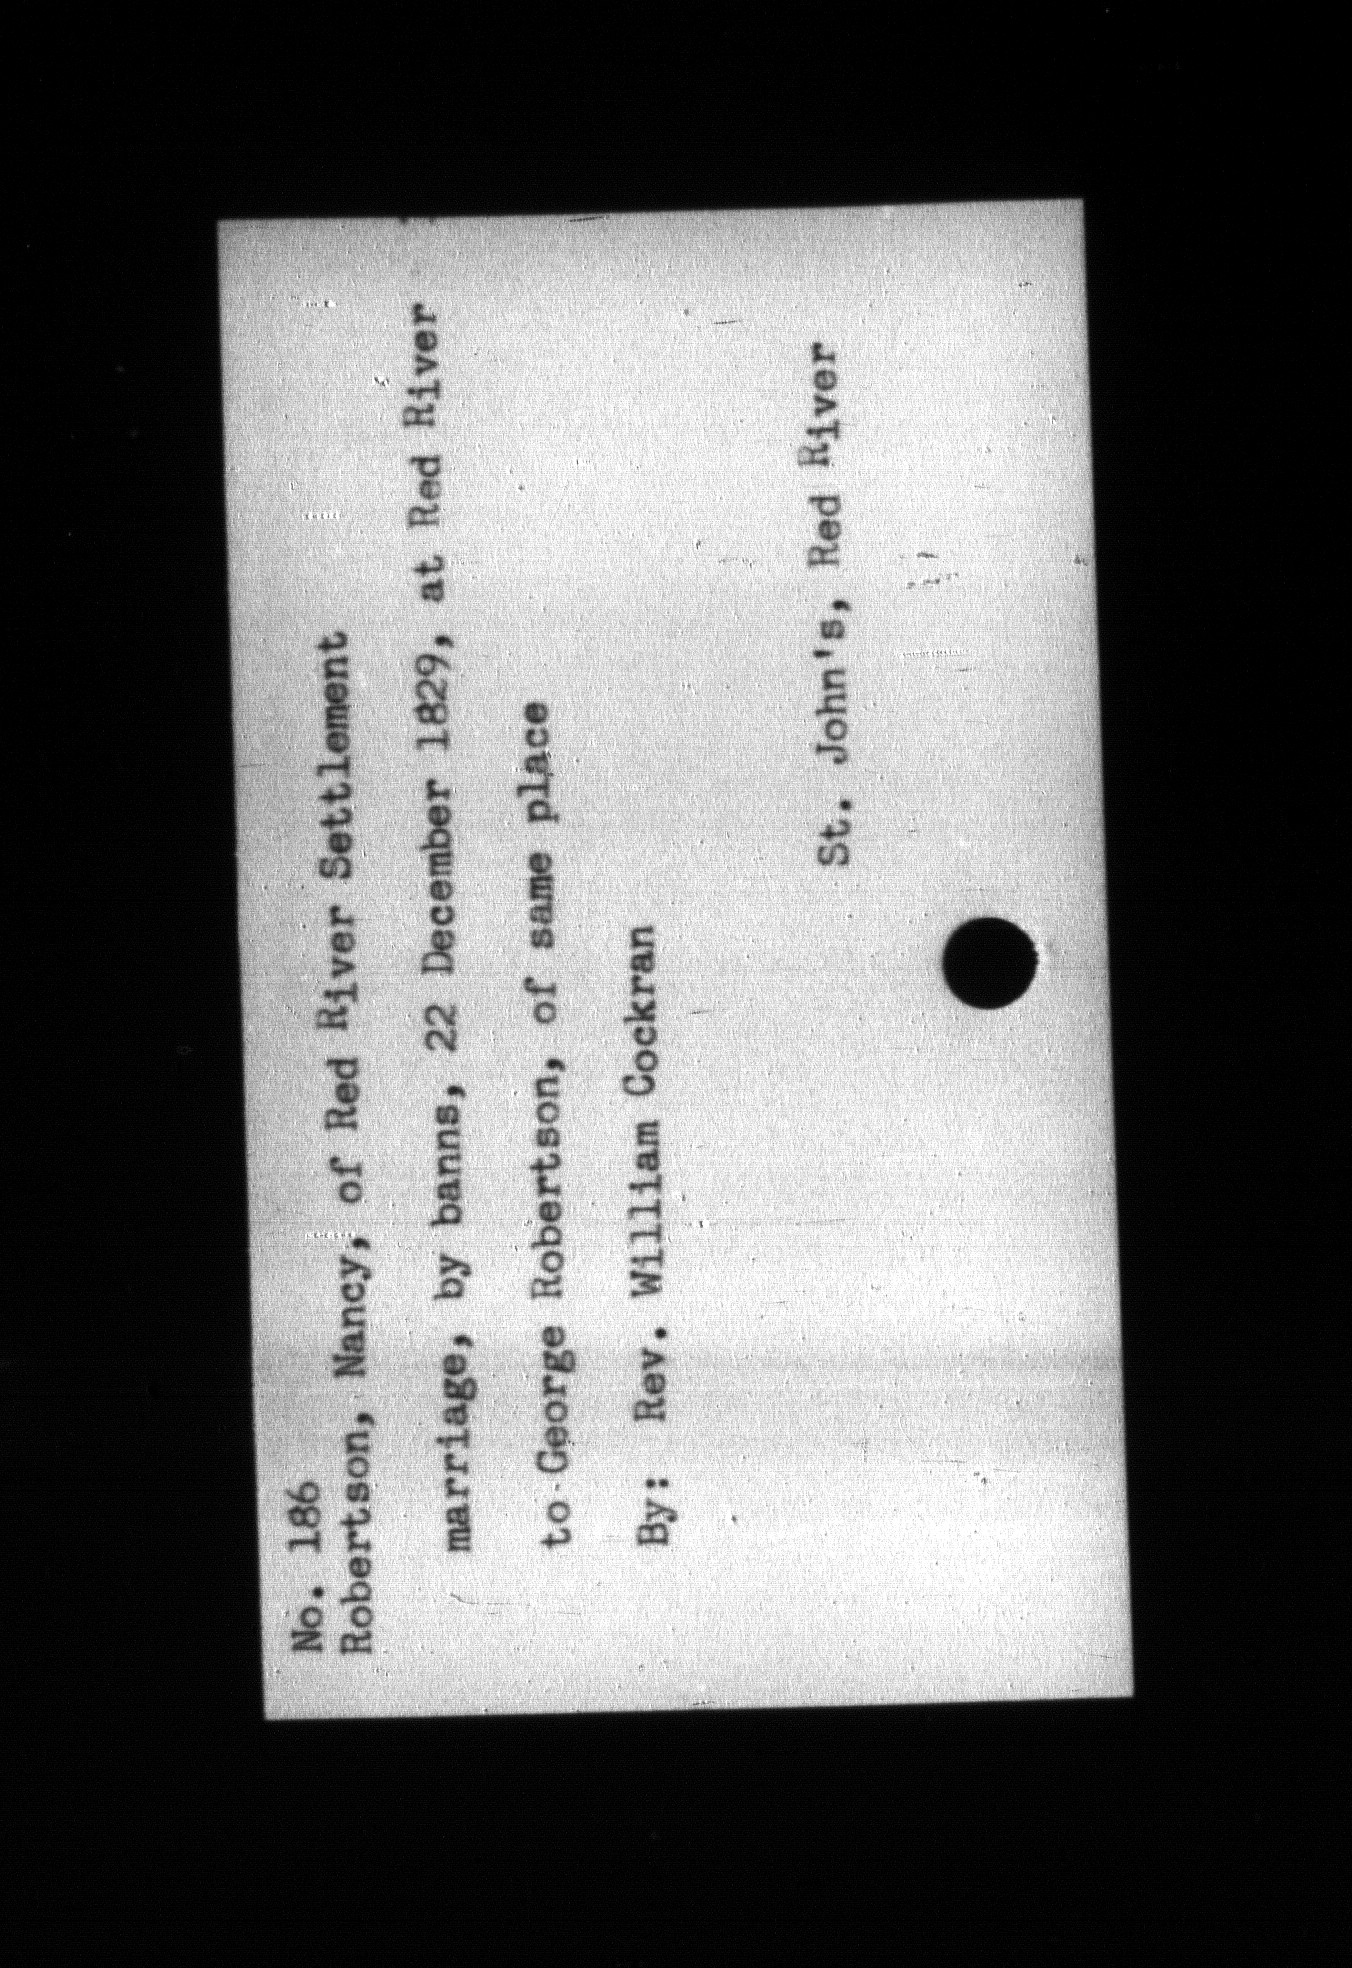 No. 186
Robertson, Nancy, of Red River Settlement
marriage, by banns, 22 December 1829, at Red River
to George Robertson, of same place
By: Rev. William Cockran
St. John's, Red River